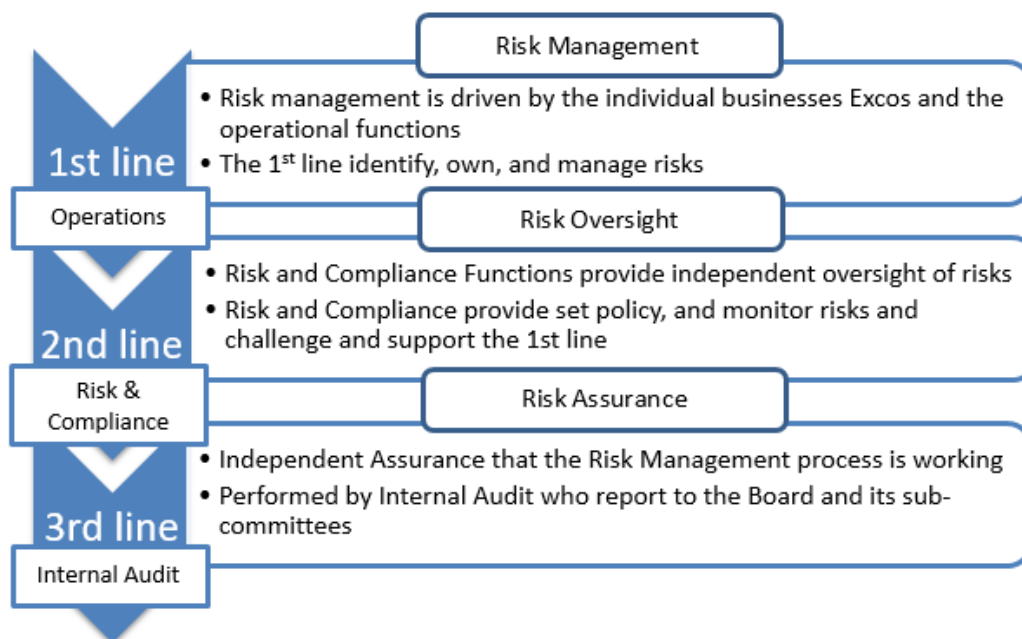 Risk Management
• Risk management is driven by the individual businesses Excos and the
operational functions
1st line
• The 1st line identify, own, and manage risks
Operations
Risk Oversight
• Risk and Compliance Functions provide independent oversight of risks
• Risk and Compliance provide set policy, and monitor risks and
challenge and support the 1st line
2nd line
Risk &
Compliance
Risk Assurance
• Independent Assurance that the Risk Management process is working
• Performed by Internal Audit who report to the Board and its sub-
committees
3rd line
Internal Audit